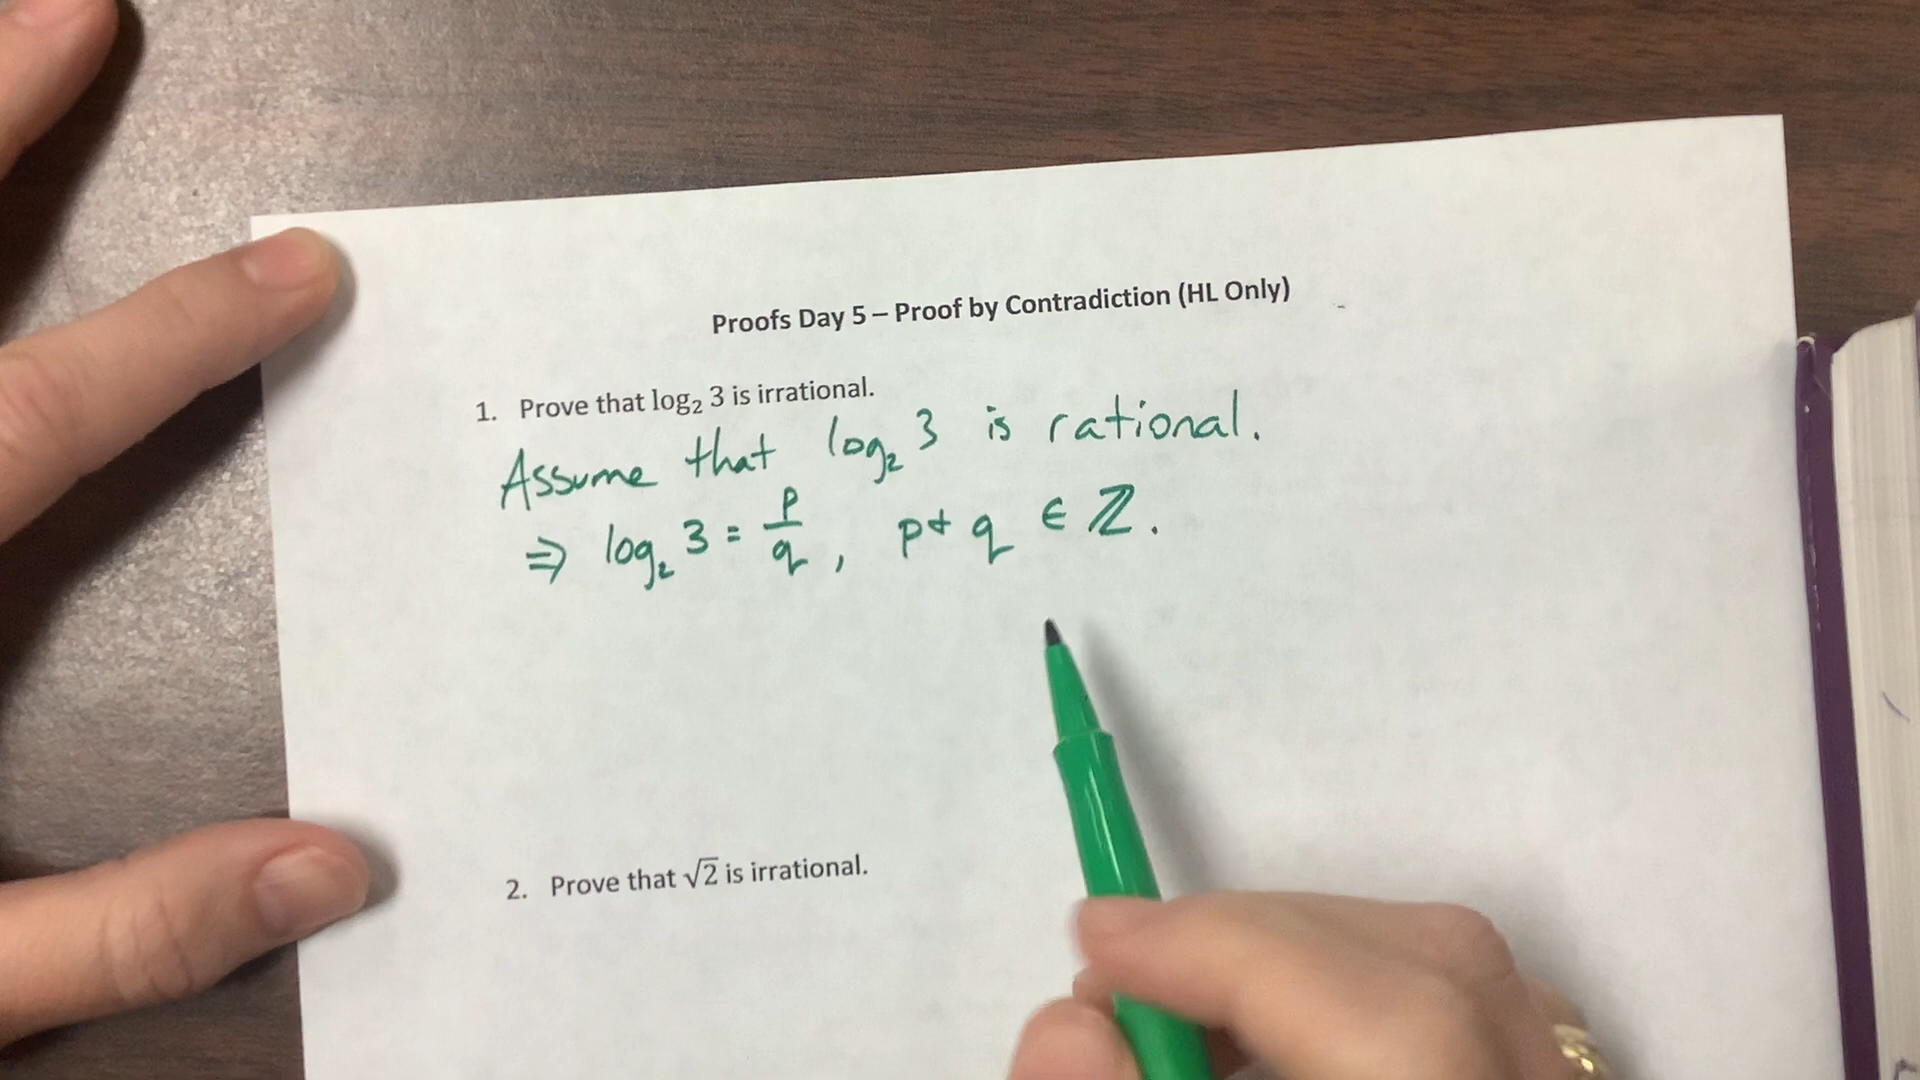 Proofs Day 5 – Proof by Contradiction (HL Only)
1. Prove that log₂ 3 is irrational.
Assume that log₂ 3 is rational.
⇒ log₂ 3 = p/q, p + q ∈ ℤ.
2. Prove that √2 is irrational.